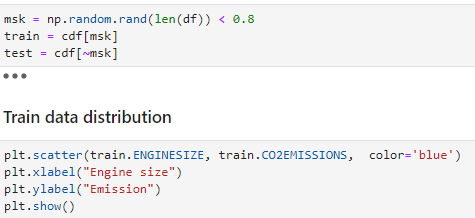 msk = np.random.rand(len(df)) < 0.8
train = cdf[msk]
test = cdf[~msk]
•••
Train data distribution
plt.scatter(train.ENGINESIZE, train.CO2EMISSIONS,  color='blue')
plt.xlabel("Engine size")
plt.ylabel("Emission")
plt.show()